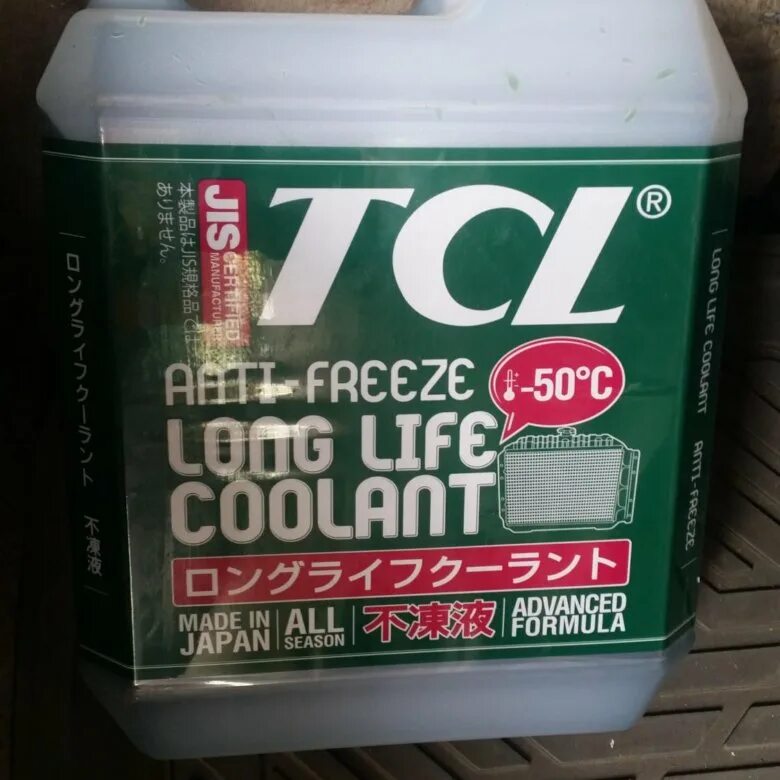 TCL®
JIS
CERTIFIED
MANUFACTURER
本製品はJIS規格品では
ありません。
ANTI-FREEZE
-50°C
LONG LIFE
COOLANT
ロングライフクーラント
MADE IN
JAPAN
ALL
SEASON
不凍液
ADVANCED
FORMULA
ロングライフクーラント 不凍液
LONG LIFE COOLANT ANTI-FREEZE